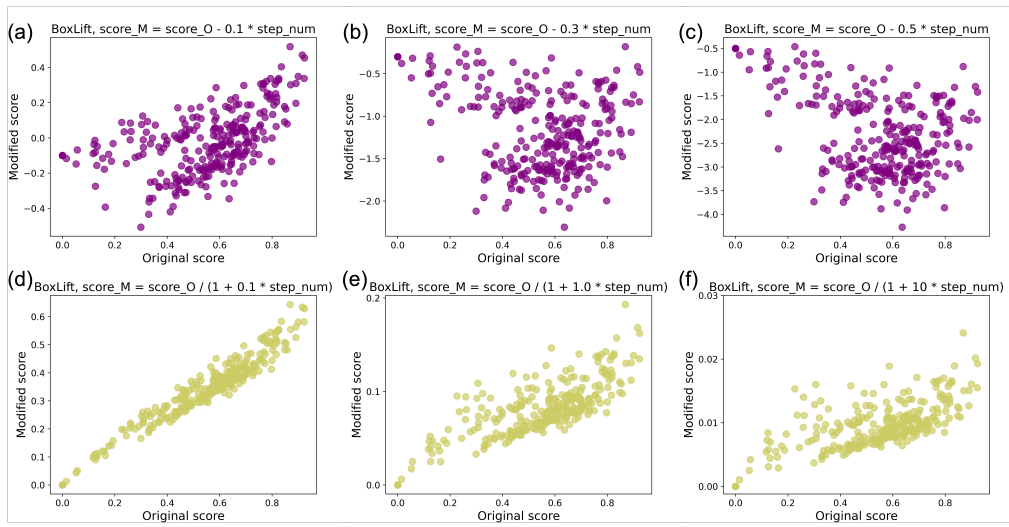 (a) BoxLift, score_M = score_O - 0.1 * step_num
(b) BoxLift, score_M = score_O - 0.3 * step_num
(c) BoxLift, score_M = score_O - 0.5 * step_num
Modified score
0.4
0.2
0.0
−0.2
−0.4
0.0 0.2 0.4 0.6 0.8
Original score
Modified score
−0.5
−1.0
−1.5
−2.0
0.0 0.2 0.4 0.6 0.8
Original score
Modified score
−0.5
−1.0
−1.5
−2.0
−2.5
−3.0
−3.5
−4.0
0.0 0.2 0.4 0.6 0.8
Original score
(d) BoxLift, score_M = score_O / (1 + 0.1 * step_num)
(e) BoxLift, score_M = score_O / (1 + 1.0 * step_num)
(f) BoxLift, score_M = score_O / (1 + 10 * step_num)
Modified score
0.6
0.5
0.4
0.3
0.2
0.1
0.0
0.0 0.2 0.4 0.6 0.8
Original score
Modified score
0.2
0.1
0.0
0.0 0.2 0.4 0.6 0.8
Original score
Modified score
0.03
0.02
0.01
0.00
0.0 0.2 0.4 0.6 0.8
Original score